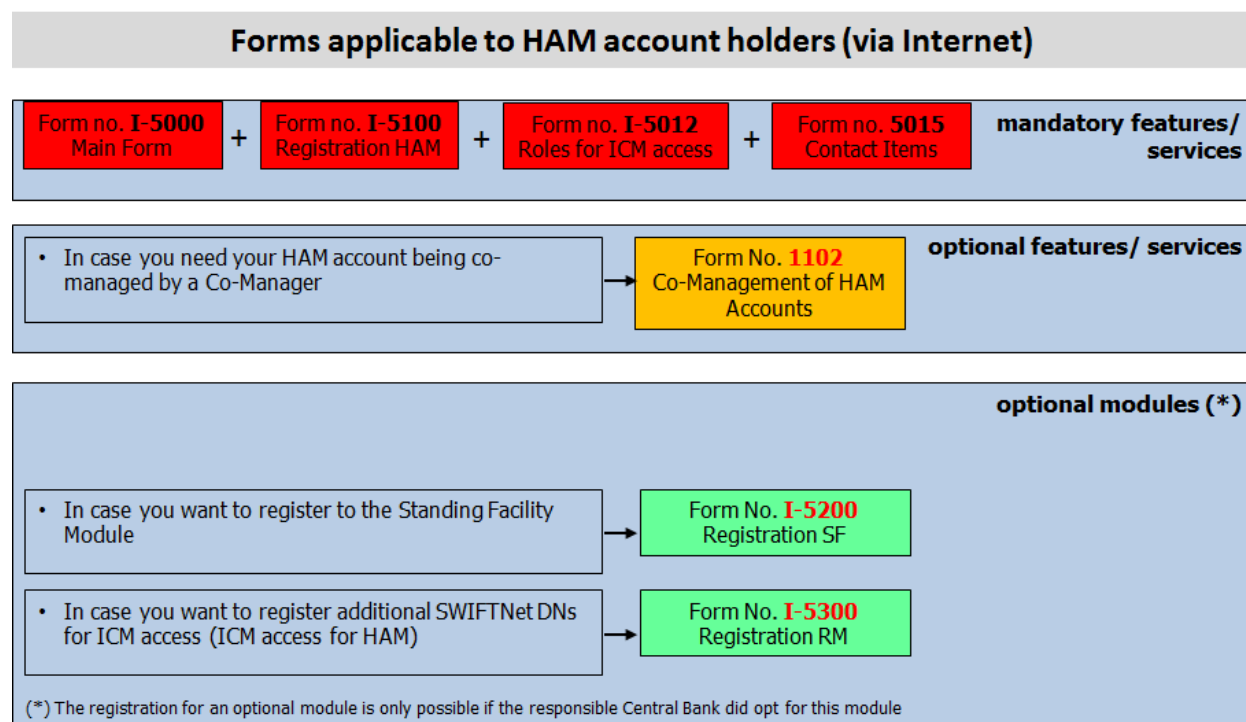 Forms applicable to HAM account holders (via Internet)
Form no. I-5000
Main Form
+
Form no. I-5100
Registration HAM
+
Form no. I-5012
Roles for ICM access
+
Form no. 5015
Contact Items
mandatory features/
services
• In case you need your HAM account being co-
managed by a Co-Manager
Form No. 1102
Co-Management of HAM
Accounts
optional features/ services
optional modules (*)
• In case you want to register to the Standing Facility
Module
Form No. I-5200
Registration SF
• In case you want to register additional SWIFTNet DNs
for ICM access (ICM access for HAM)
Form No. I-5300
Registration RM
(*) The registration for an optional module is only possible if the responsible Central Bank did opt for this module